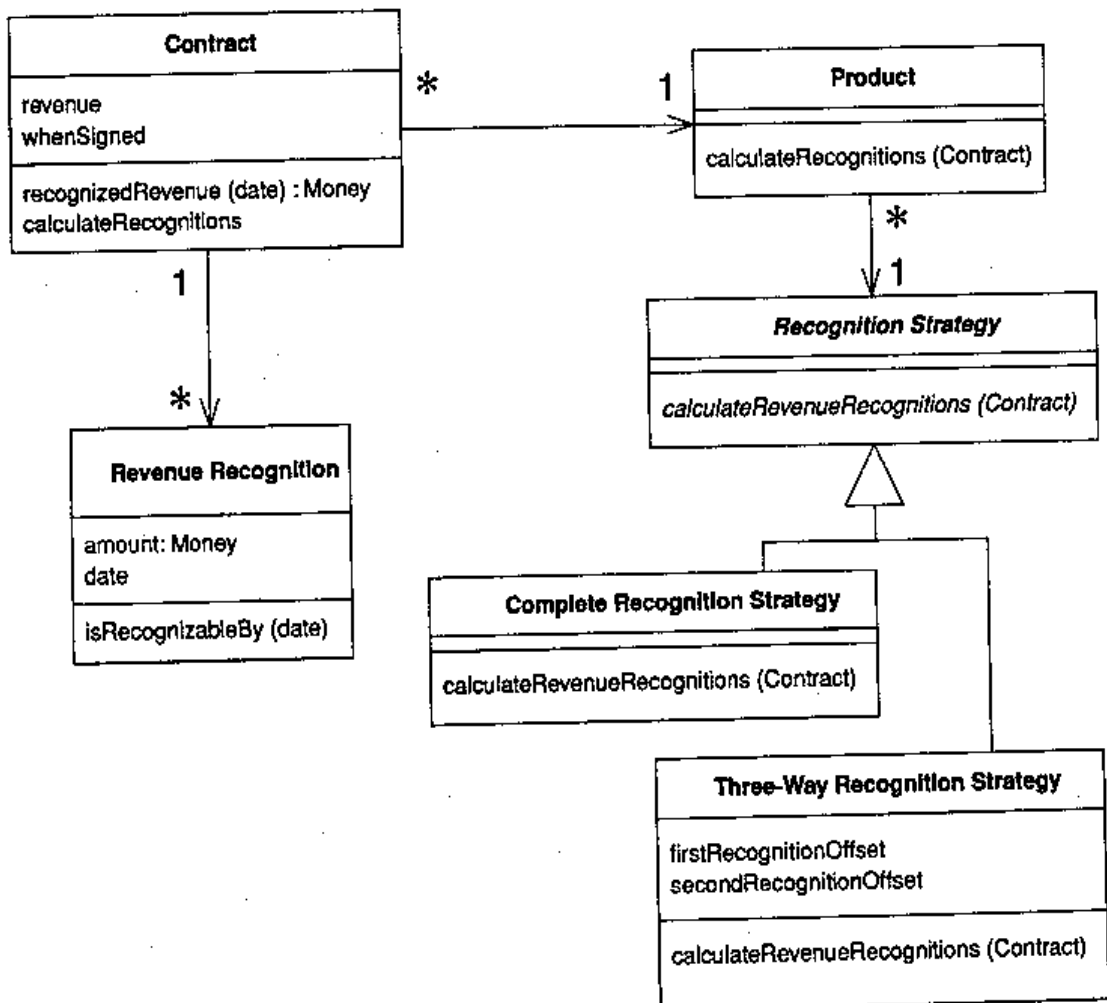 Contract
revenue
whenSigned
recognizedRevenue (date) : Money
calculateRecognitions
*
1
Product
calculateRecognitions (Contract)
*
1
1
*
Recognition Strategy
calculateRevenueRecognitions (Contract)
Revenue Recognition
amount: Money
date
isRecognizableBy (date)
Complete Recognition Strategy
calculateRevenueRecognitions (Contract)
Three-Way Recognition Strategy
firstRecognitionOffset
secondRecognitionOffset
calculateRevenueRecognitions (Contract)